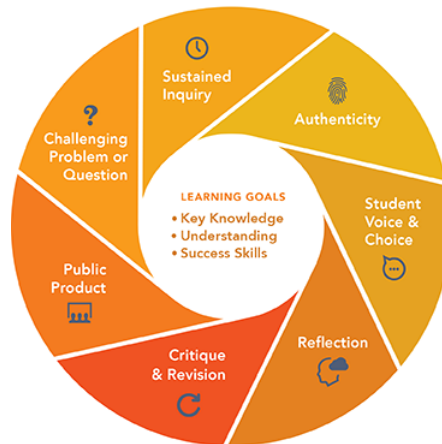 Sustained
Inquiry
Authenticity
Student
Voice &
Choice
Reflection
Critique
& Revision
Public
Product
?
Challenging
Problem or
Question
LEARNING GOALS
• Key Knowledge
• Understanding
• Success Skills